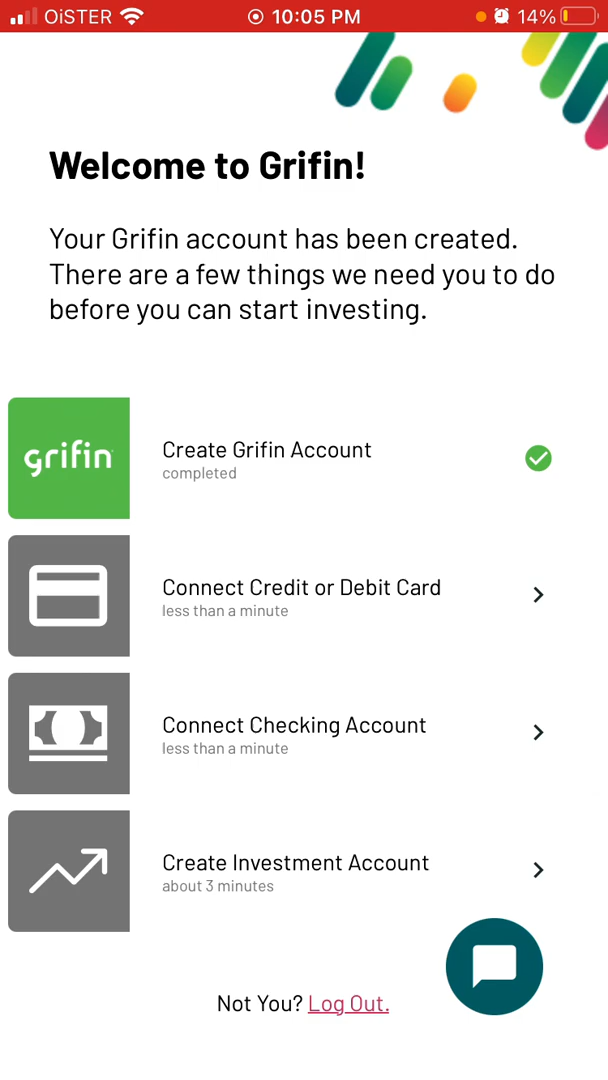 OiSTER 10:05 PM 14%
Welcome to Grifin!
Your Grifin account has been created.
There are a few things we need you to do
before you can start investing.
grifin
Create Grifin Account
completed
Connect Credit or Debit Card
less than a minute
Connect Checking Account
less than a minute
Create Investment Account
about 3 minutes
Not You? Log Out.